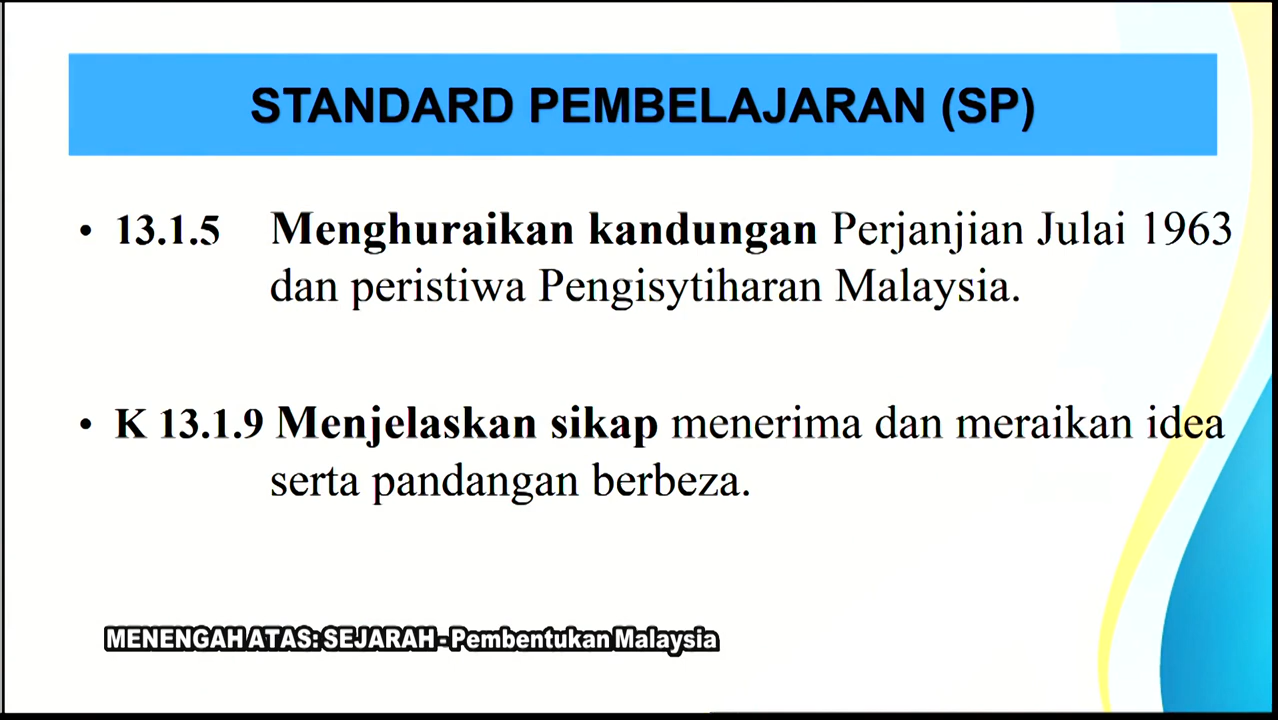 STANDARD PEMBELAJARAN (SP)
• 13.1.5 Menghuraikan kandungan Perjanjian Julai 1963
dan peristiwa Pengisytiharan Malaysia.
• K 13.1.9 Menjelaskan sikap menerima dan meraikan idea
serta pandangan berbeza.
MENENGAH ATAS: SEJARAH - Pembentukan Malaysia